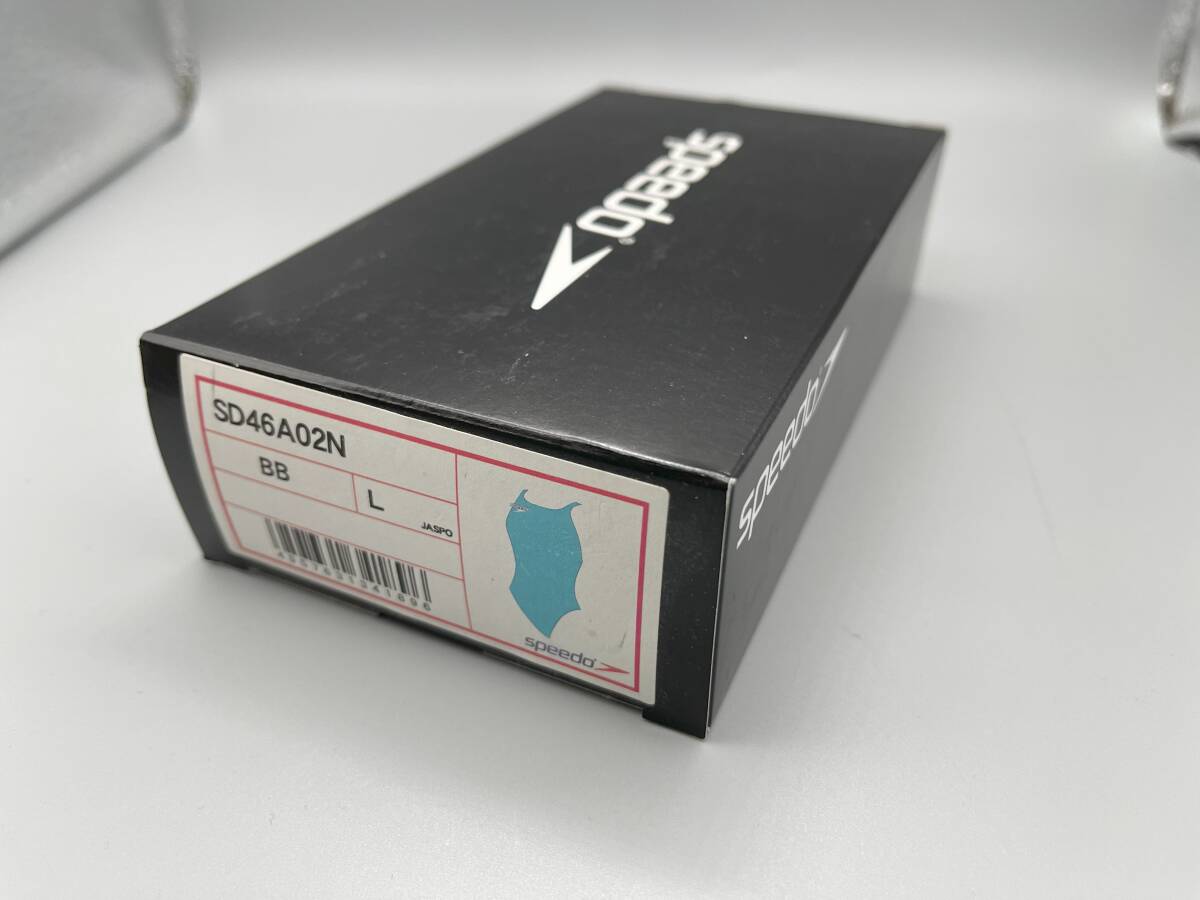 speedo
SD46A02N
BB
L
JASPO
speedo
speedo